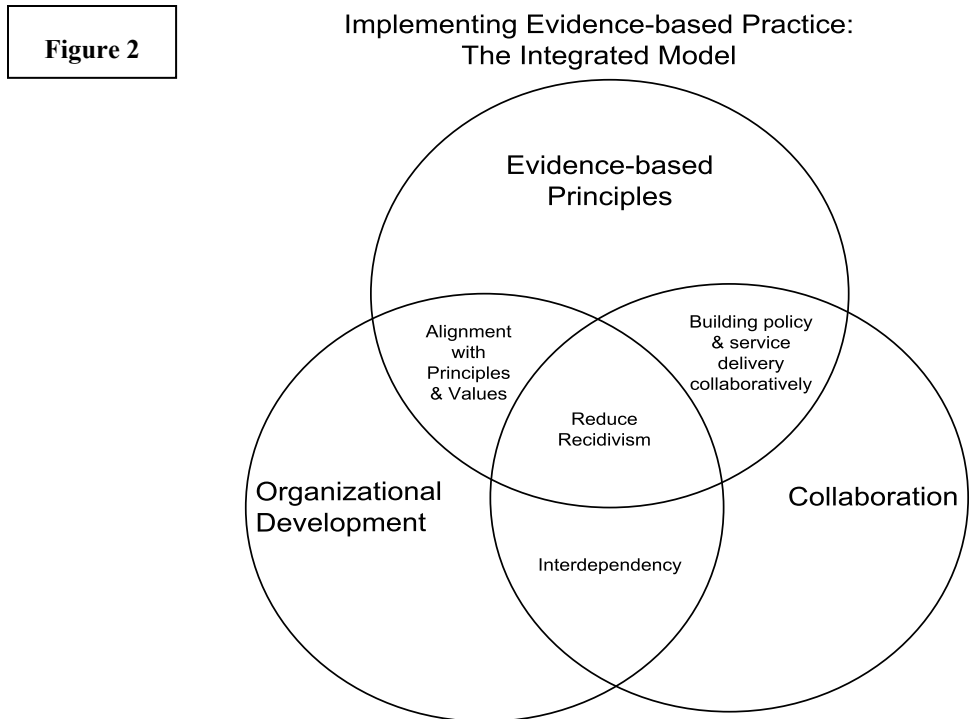 Figure 2
Implementing Evidence-based Practice:
The Integrated Model
Evidence-based
Principles
Alignment
with
Principles
& Values
Building policy
& service
delivery
collaboratively
Reduce
Recidivism
Organizational
Development
Collaboration
Interdependency